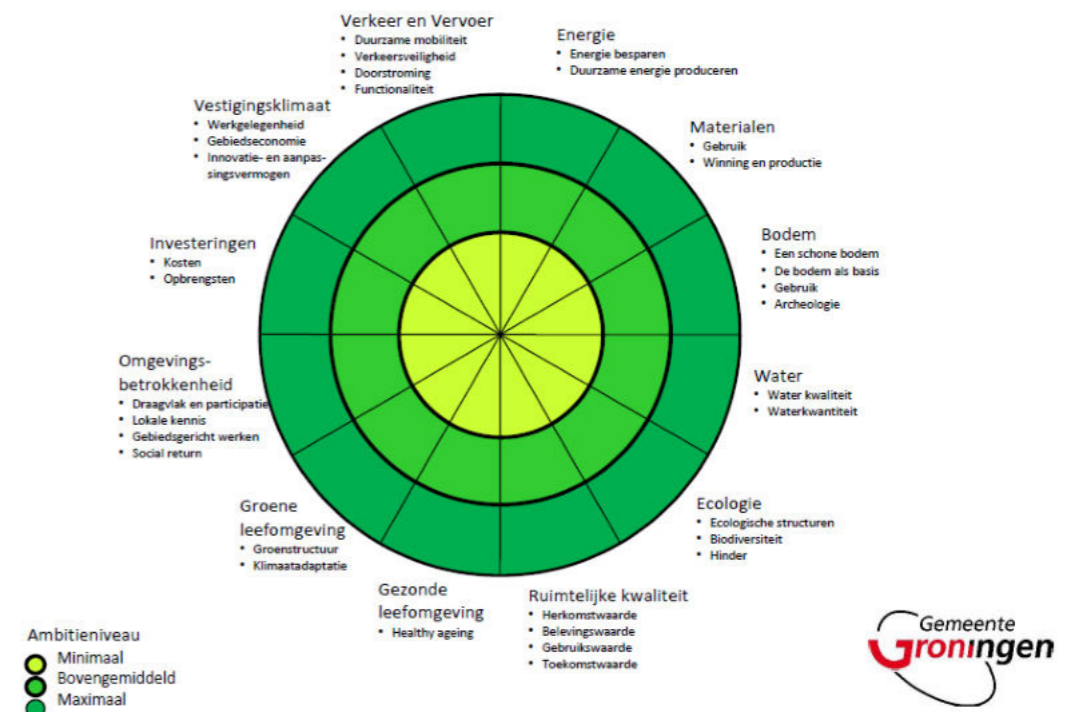 Verkeer en Vervoer
• Duurzame mobiliteit
• Verkeersveiligheid
• Doorstroming
• Functionaliteit
Energie
• Energie besparen
• Duurzame energie produceren
Materialen
• Gebruik
• Winning en productie
Bodem
• Een schone bodem
• De bodem als basis
• Gebruik
• Archeologie
Water
• Water kwaliteit
• Waterkwantiteit
Ecologie
• Ecologische structuren
• Biodiversiteit
• Hinder
Ruimtelijke kwaliteit
• Herkomstwaarde
• Belevingswaarde
• Gebruikswaarde
• Toekomstwaarde
Gezonde
leefomgeving
• Healthy ageing
Groene
leefomgeving
• Groenstructuur
• Klimaatadaptatie
Omgevings-
betrokkenheid
• Draagvlak en participatie
• Lokale kennis
• Gebiedsgericht werken
• Social return
Investeringen
• Kosten
• Opbrengsten
Vestigingsklimaat
• Werkgelegenheid
• Gebiedseconomie
• Innovatie- en aanpas-
singsvermogen
Ambitieniveau
Minimaal
Bovengemiddeld
Maximaal
Gemeente
Groningen